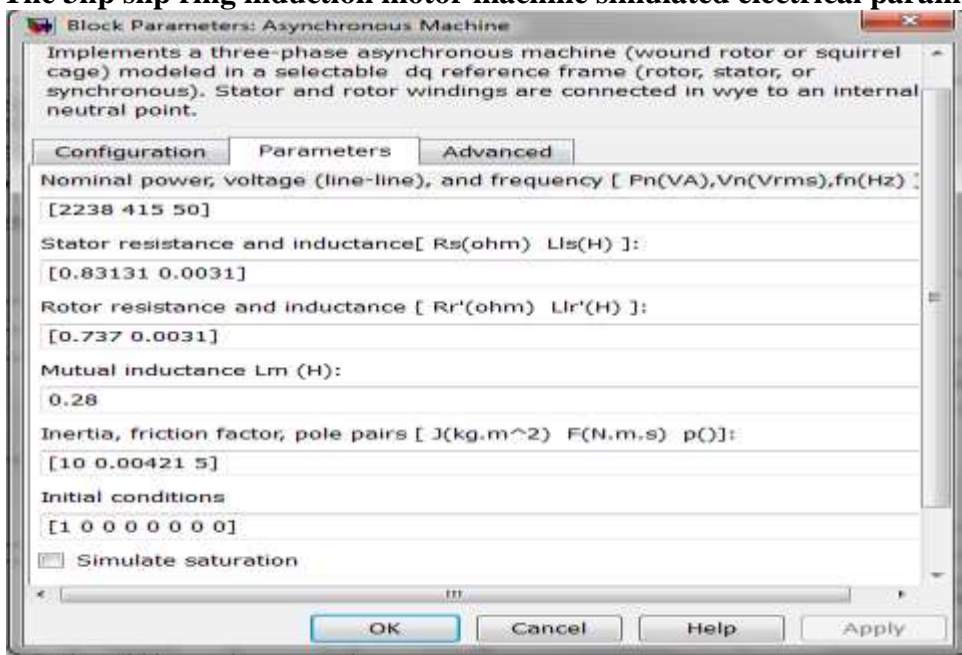 The 3hp slip ring induction motor machine simulated electrical param
Block Parameters: Asynchronous Machine
Implements a three-phase asynchronous machine (wound rotor or squirrel
cage) modeled in a selectable dq reference frame (rotor, stator, or
synchronous). Stator and rotor windings are connected in wye to an internal
neutral point.
Configuration Parameters Advanced
Nominal power, voltage (line-line), and frequency [ Pn(VA),Vn(Vrms),fn(Hz) ]
[2238 415 50]
Stator resistance and inductance[ Rs(ohm) Lls(H) ]:
[0.83131 0.0031]
Rotor resistance and inductance [ Rr'(ohm) Llr'(H) ]:
[0.737 0.0031]
Mutual inductance Lm (H):
0.28
Inertia, friction factor, pole pairs [ J(kg.m^2) F(N.m.s) p()]:
[10 0.00421 5]
Initial conditions
[1 0 0 0 0 0 0 0]
Simulate saturation
OK Cancel Help Apply